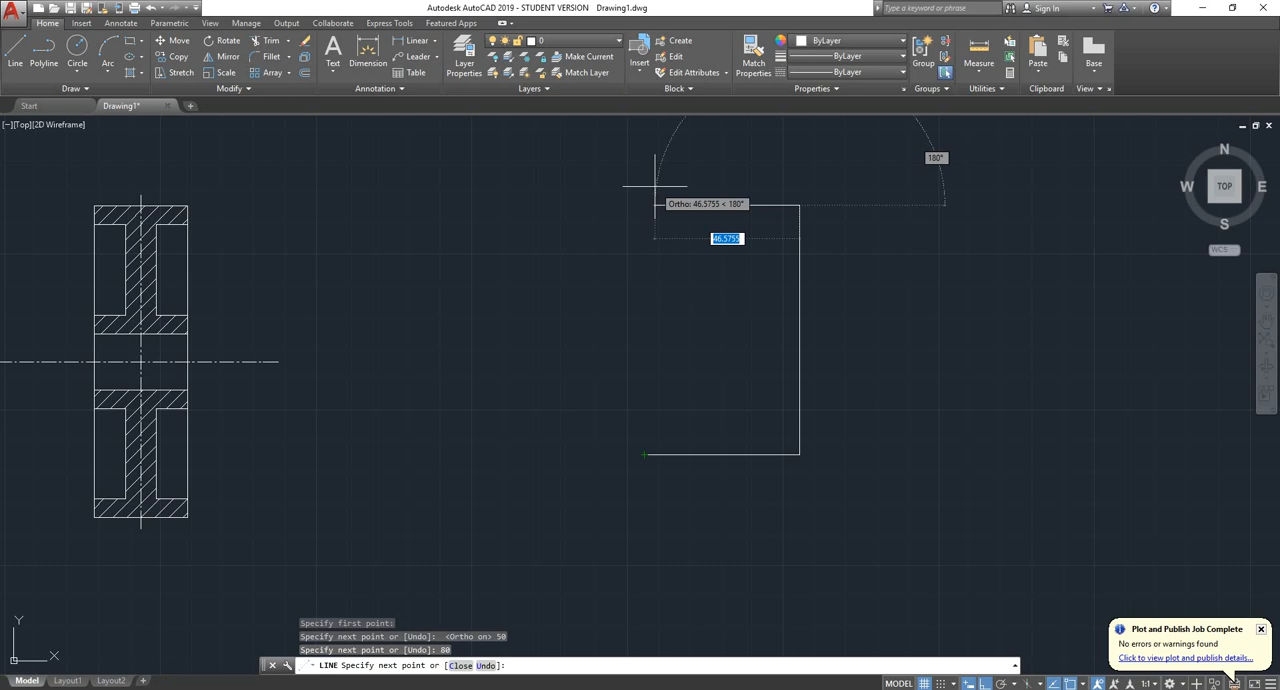 Autodesk AutoCAD 2019 - STUDENT VERSION Drawing1.dwg
Type a keyword or phrase
Sign In
Home Insert Annotate Parametric View Manage Output Collaborate Express Tools Featured Apps
Line Polyline Circle Arc
Move Rotate Trim
Copy Mirror Fillet
Stretch Scale Array
Text Dimension
Linear
Leader
Table
Layer Properties
0
Make Current
Match Layer
Insert
Create
Edit
Edit Attributes
Match Properties
ByLayer
ByLayer
ByLayer
Group
Measure
Paste
Base
Draw Modify Annotation Layers Block Properties Groups Utilities Clipboard View
Start Drawing1*
[−][Top][2D Wireframe]
N
W TOP E
S
WCS
180°
Ortho: 46.5755 < 180°
46.5755
Y
X
Specify first point:
Specify next point or [Undo]: <Ortho on> 50
Specify next point or [Undo]: 80
LINE Specify next point or [Close Undo]:
Plot and Publish Job Complete
No errors or warnings found
Click to view plot and publish details...
Model Layout1 Layout2
MODEL 1:1